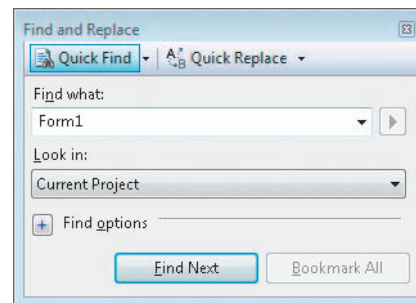 Find and Replace
Quick Find Quick Replace
Find what:
Form1
Look in:
Current Project
Find options
Find Next Bookmark All